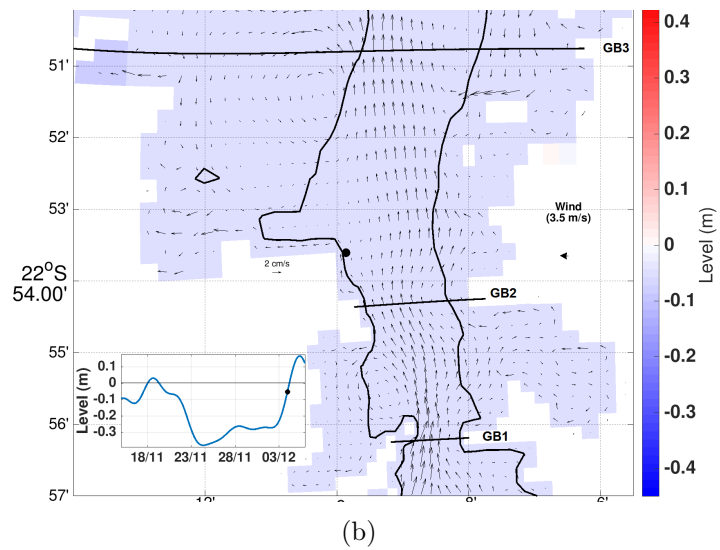 GB3
51'
52'
53'
Wind
(3.5 m/s)
2 cm/s
22°S
54.00'
GB2
55'
56'
GB1
57'
8'
6'
0.1
0
-0.1
-0.2
-0.3
Level (m)
18/11
23/11
28/11
03/12
0.4
0.3
0.2
0.1
0
-0.1
-0.2
-0.3
-0.4
Level (m)
(b)